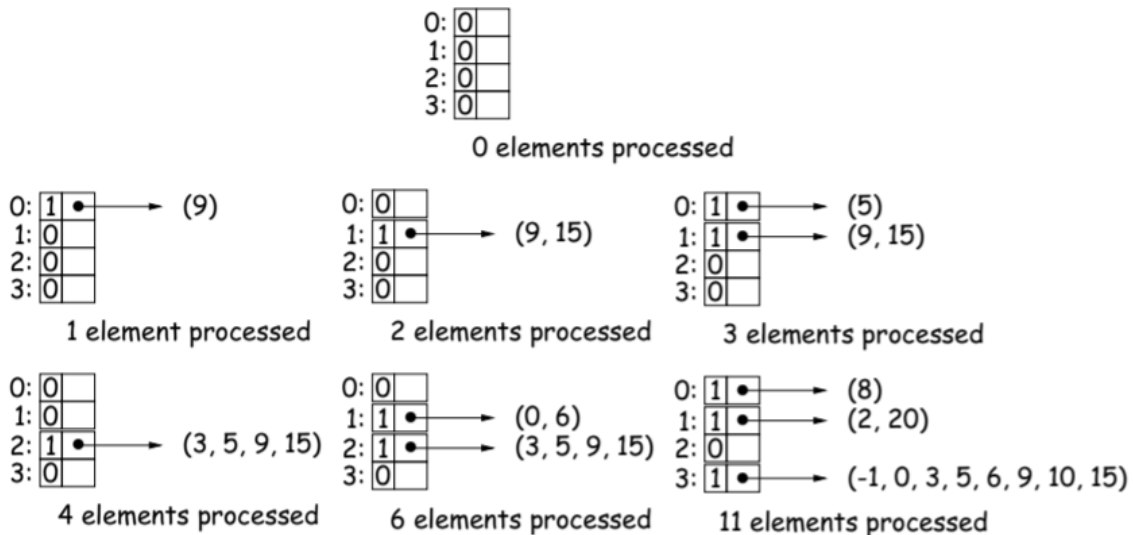 0: 0
1: 0
2: 0
3: 0
0 elements processed
0: 1 (9)
1: 0
2: 0
3: 0
1 element processed
0: 0
1: 1 (9, 15)
2: 0
3: 0
2 elements processed
0: 1 (5)
1: 1 (9, 15)
2: 0
3: 0
3 elements processed
0: 0
1: 0
2: 1 (3, 5, 9, 15)
3: 0
4 elements processed
0: 0
1: 1 (0, 6)
2: 1 (3, 5, 9, 15)
3: 0
6 elements processed
0: 1 (8)
1: 1 (2, 20)
2: 0
3: 1 (-1, 0, 3, 5, 6, 9, 10, 15)
11 elements processed